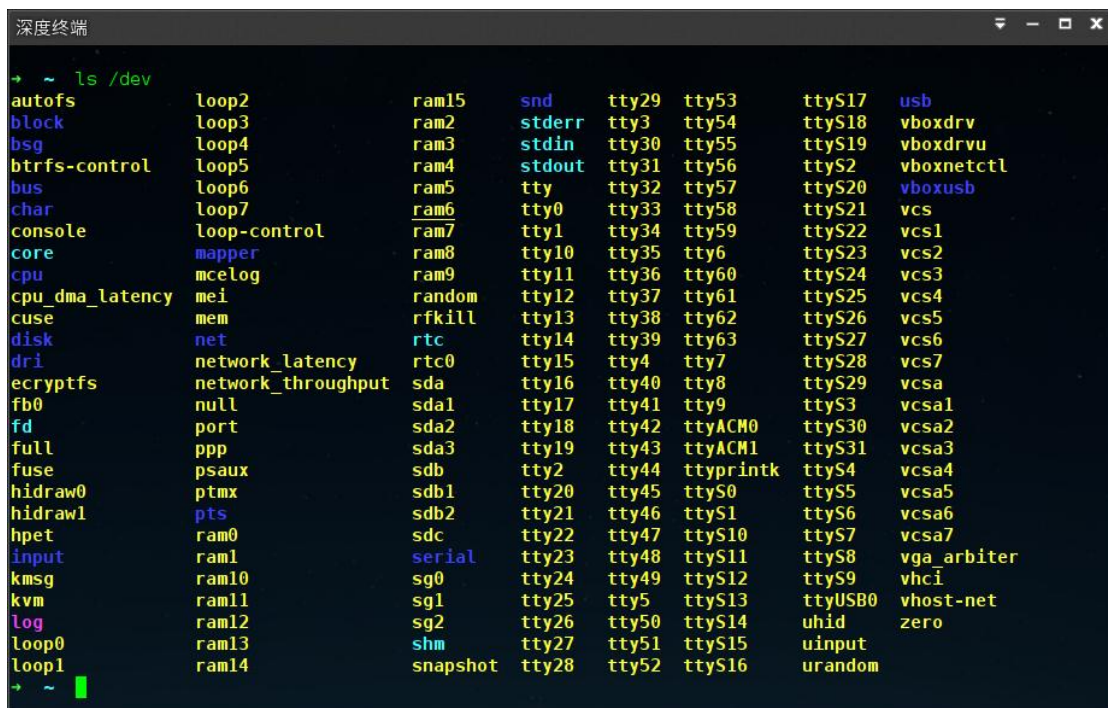 深度终端
→ ~ ls /dev
autofs loop2 ram15 snd tty29 tty53 ttyS17 usb
block loop3 ram2 stderr tty3 tty54 ttyS18 vboxdrv
bsg loop4 ram3 stdin tty30 tty55 ttyS19 vboxdrvu
btrfs-control loop5 ram4 stdout tty31 tty56 ttyS2 vboxnetctl
bus loop6 ram5 tty tty32 tty57 ttyS20 vboxusb
char loop7 ram6 tty0 tty33 tty58 ttyS21 vcs
console loop-control ram7 tty1 tty34 tty59 ttyS22 vcs1
core mapper ram8 tty10 tty35 tty6 ttyS23 vcs2
cpu mcelog ram9 tty11 tty36 tty60 ttyS24 vcs3
cpu_dma_latency mei random tty12 tty37 tty61 ttyS25 vcs4
cuse mem rfkill tty13 tty38 tty62 ttyS26 vcs5
disk net rtc tty14 tty39 tty63 ttyS27 vcs6
dri network_latency rtc0 tty15 tty4 tty7 ttyS28 vcs7
ecryptfs network_throughput sda tty16 tty40 tty8 ttyS29 vcsa
fb0 null sda1 tty17 tty41 tty9 ttyS3 vcsa1
fd port sda2 tty18 tty42 ttyACM0 ttyS30 vcsa2
full ppp sda3 tty19 tty43 ttyACM1 ttyS31 vcsa3
fuse psaux sdb tty2 tty44 ttyprintk ttyS4 vcsa4
hidraw0 ptmx sdb1 tty20 tty45 ttyS0 ttyS5 vcsa5
hidraw1 pts sdb2 tty21 tty46 ttyS1 ttyS6 vcsa6
hpet ram0 sdc tty22 tty47 ttyS10 ttyS7 vcsa7
input ram1 serial tty23 tty48 ttyS11 ttyS8 vga_arbiter
kmsg ram10 sg0 tty24 tty49 ttyS12 ttyS9 vhci
kvm ram11 sg1 tty25 tty5 ttyS13 ttyUSB0 vhost-net
log ram12 sg2 tty26 tty50 ttyS14 uhid zero
loop0 ram13 shm tty27 tty51 ttyS15 uinput
loop1 ram14 snapshot tty28 tty52 ttyS16 urandom
→ ~